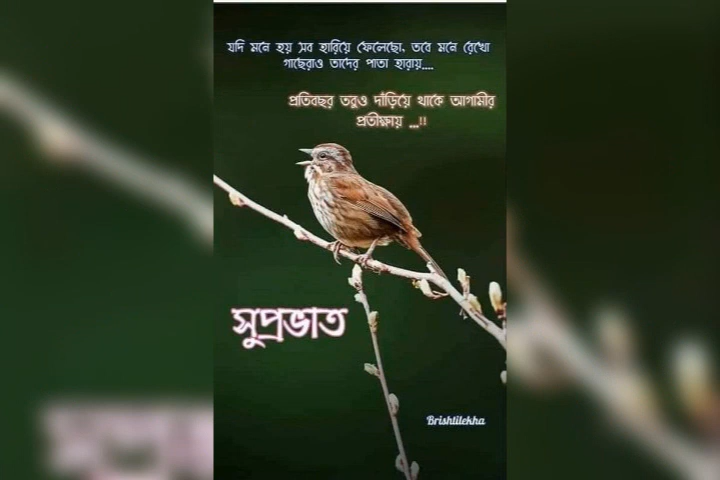 যদি মনে হয় সব হারিয়ে ফেলেছো, তবে মনে রেখো
গাছেরাও তাদের পাতা হারায়....
প্রতিবছর তবুও দাঁড়িয়ে থাকে আগামীর
প্রতীক্ষায় ...!!
সুপ্রভাত
Brishtilekha